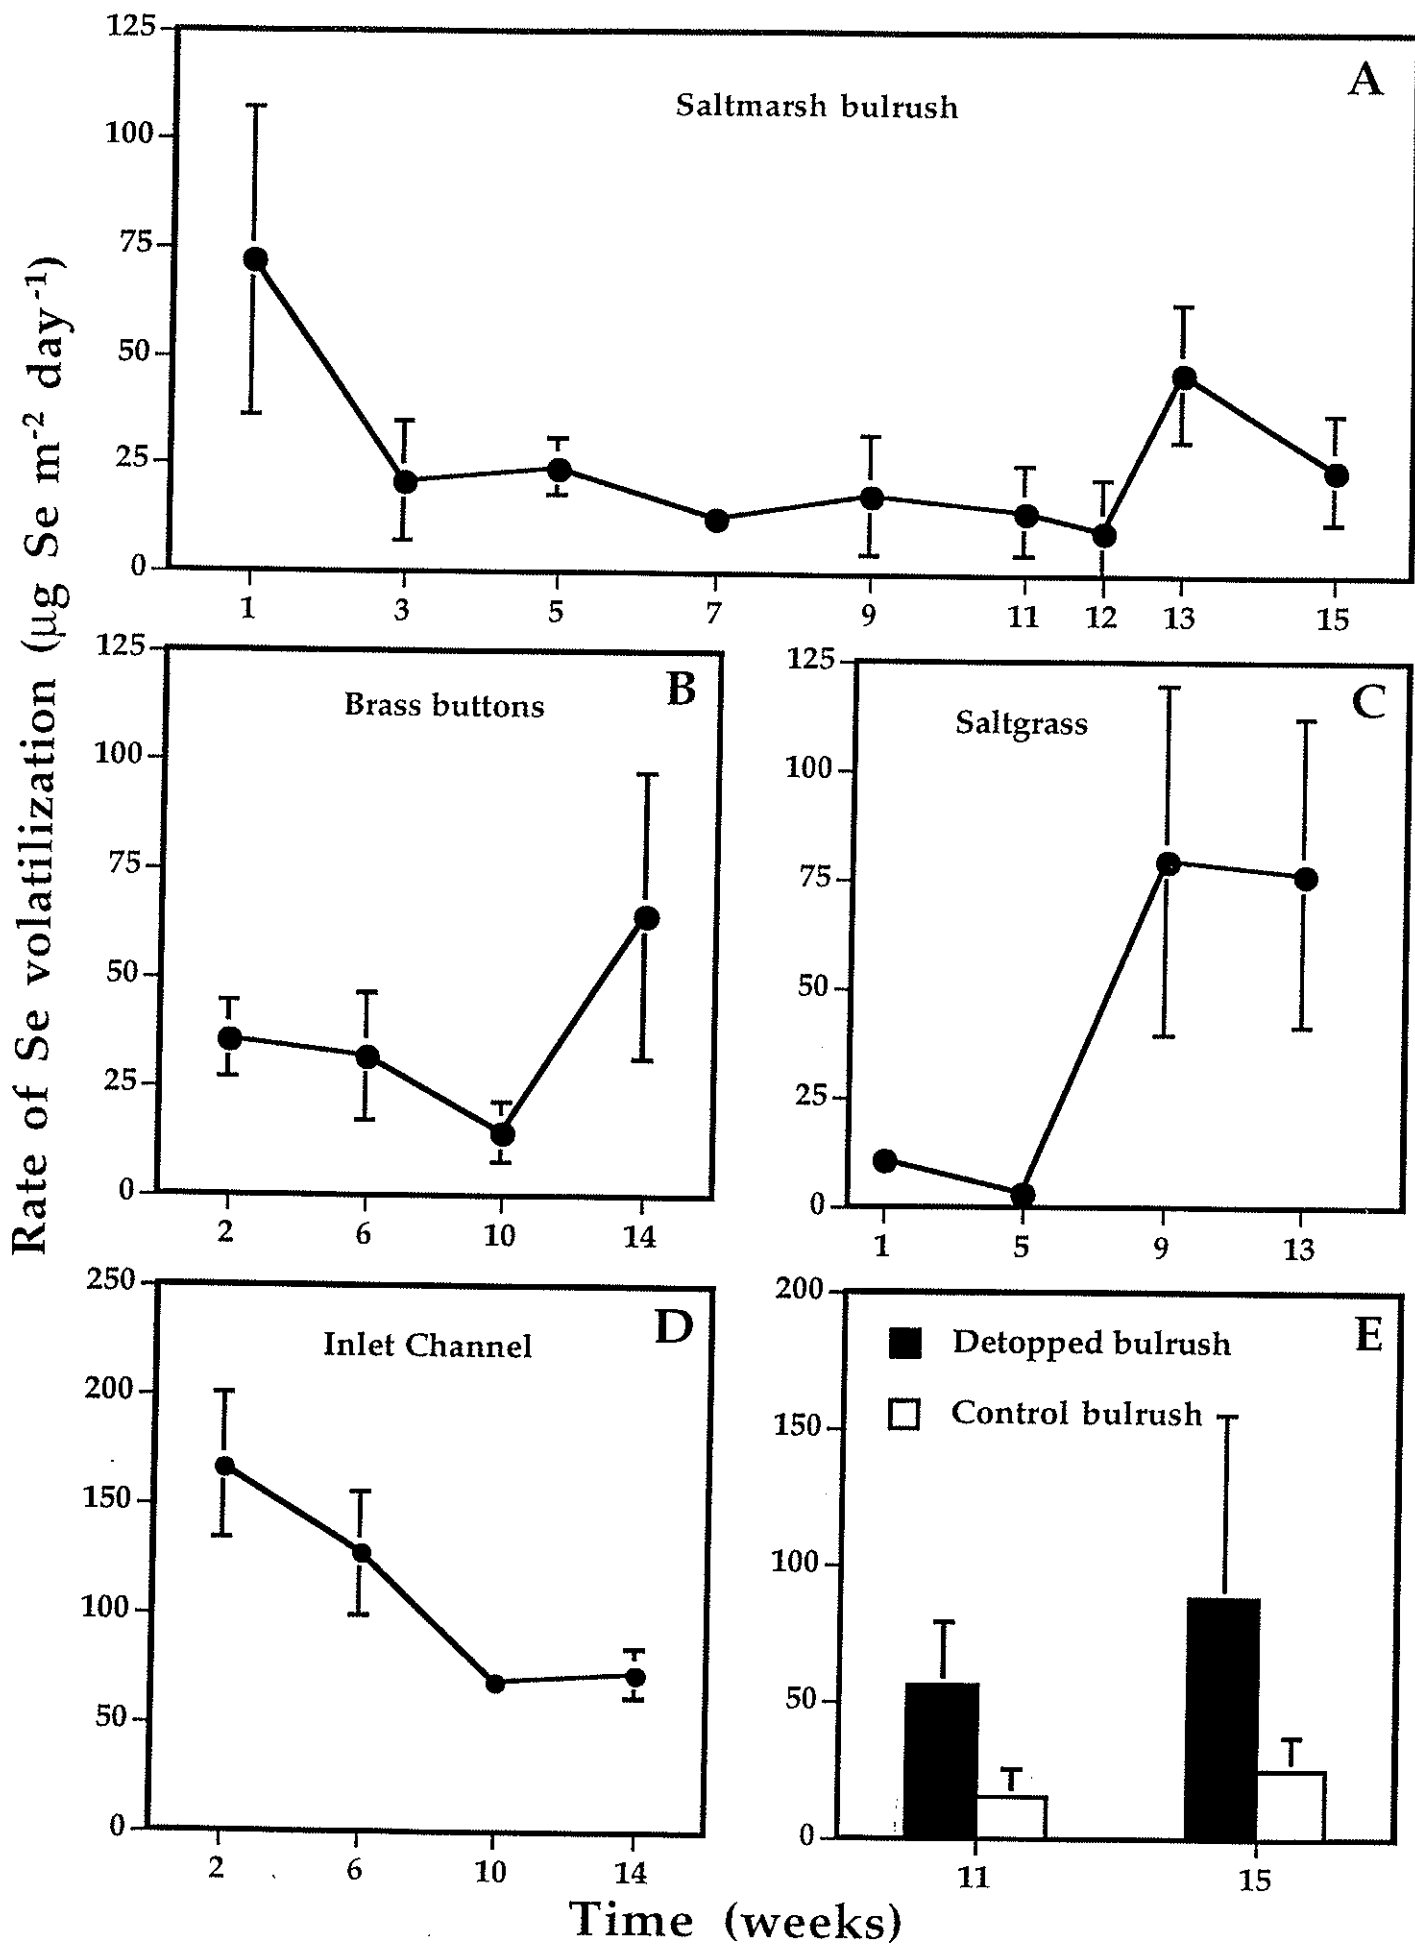 Rate of Se volatilization (µg Se m⁻² day⁻¹)
125
100
75
50
25
0
A
Saltmarsh bulrush
1 3 5 7 9 11 12 13 15
125
100
75
50
25
0
B
Brass buttons
2 6 10 14
125
100
75
50
25
0
C
Saltgrass
1 5 9 13
250
200
150
100
50
0
D
Inlet Channel
2 6 10 14
200
150
100
50
0
E
Detopped bulrush
Control bulrush
11 15
Time (weeks)